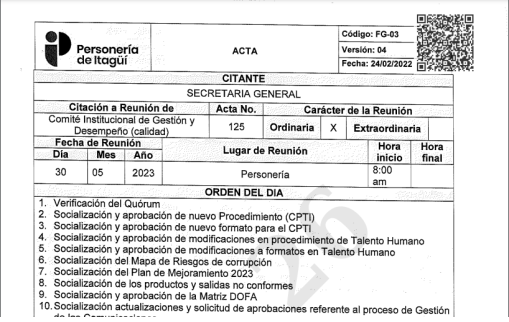 Personería
de Itagüí
ACTA
Código: FG-03
Versión: 04
Fecha: 24/02/2022
CITANTE
SECRETARIA GENERAL
Citación a Reunión de
Acta No.
Carácter de la Reunión
Comité Institucional de Gestión y
Desempeño (calidad)
125
Ordinaria
X
Extraordinaria
Fecha de Reunión
Lugar de Reunión
Hora
inicio
Hora
final
Día
Mes
Año
30
05
2023
Personería
8:00
am
ORDEN DEL DIA
1. Verificación del Quórum
2. Socialización y aprobación de nuevo Procedimiento (CPTI)
3. Socialización y aprobación de nuevo formato para el CPTI
4. Socialización y aprobación de modificaciones en procedimiento de Talento Humano
5. Socialización y aprobación de modificaciones a formatos en Talento Humano
6. Socialización del Mapa de Riesgos de corrupción
7. Socialización del Plan de Mejoramiento 2023
8. Socialización de los productos y salidas no conformes
9. Socialización y aprobación de la Matriz DOFA
10. Socialización actualizaciones y solicitud de aprobaciones referente al proceso de Gestión
de las Comunicaciones